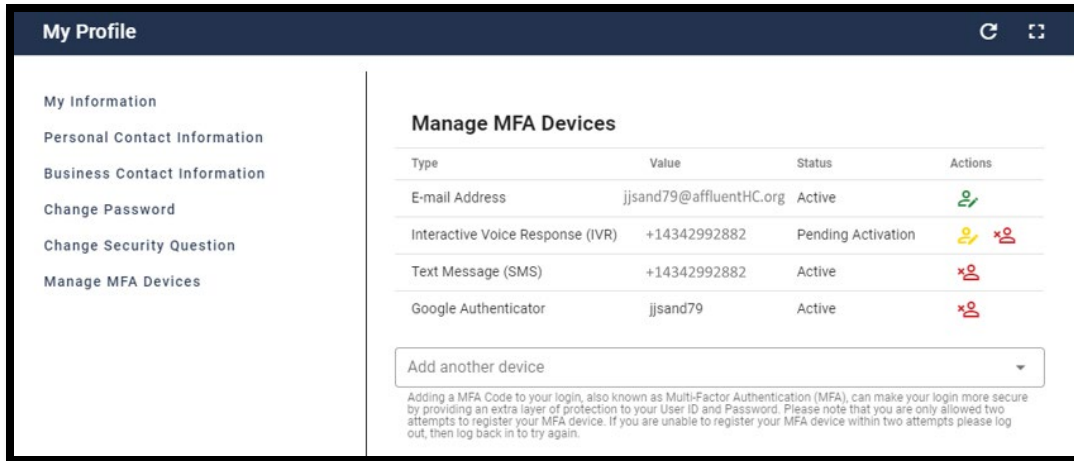 My Profile
My Information
Personal Contact Information
Business Contact Information
Change Password
Change Security Question
Manage MFA Devices
Manage MFA Devices
Type Value Status Actions
E-mail Address jjsand79@affluentHC.org Active
Interactive Voice Response (IVR) +14342992882 Pending Activation
Text Message (SMS) +14342992882 Active
Google Authenticator jjsand79 Active
Add another device
Adding a MFA Code to your login, also known as Multi-Factor Authentication (MFA), can make your login more secure
by providing an extra layer of protection to your User ID and Password. Please note that you are only allowed two
attempts to register your MFA device. If you are unable to register your MFA device within two attempts please log
out, then log back in to try again.